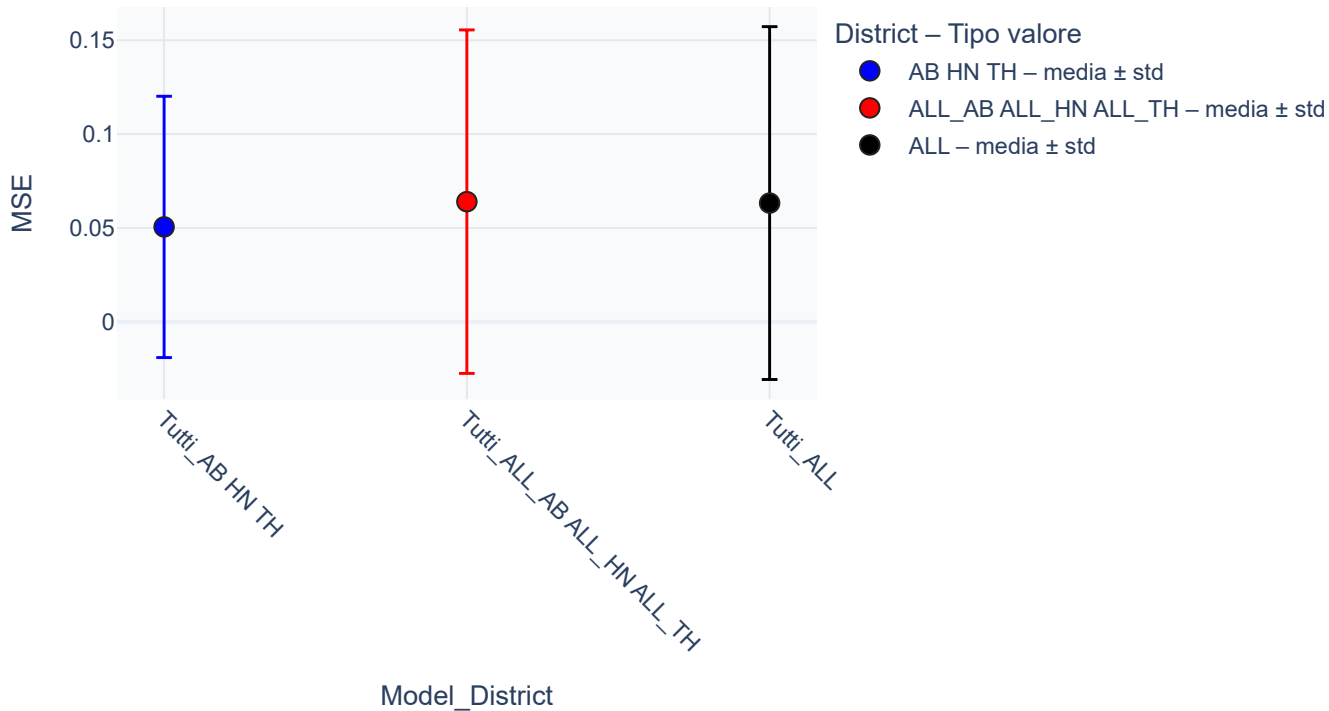 MSE
0.15
0.1
0.05
0
Tutti_AB HN TH
Tutti_ALL_AB ALL_HN ALL_TH
Tutti_ALL
Model_District
District – Tipo valore
AB HN TH – media ± std
ALL_AB ALL_HN ALL_TH – media ± std
ALL – media ± std